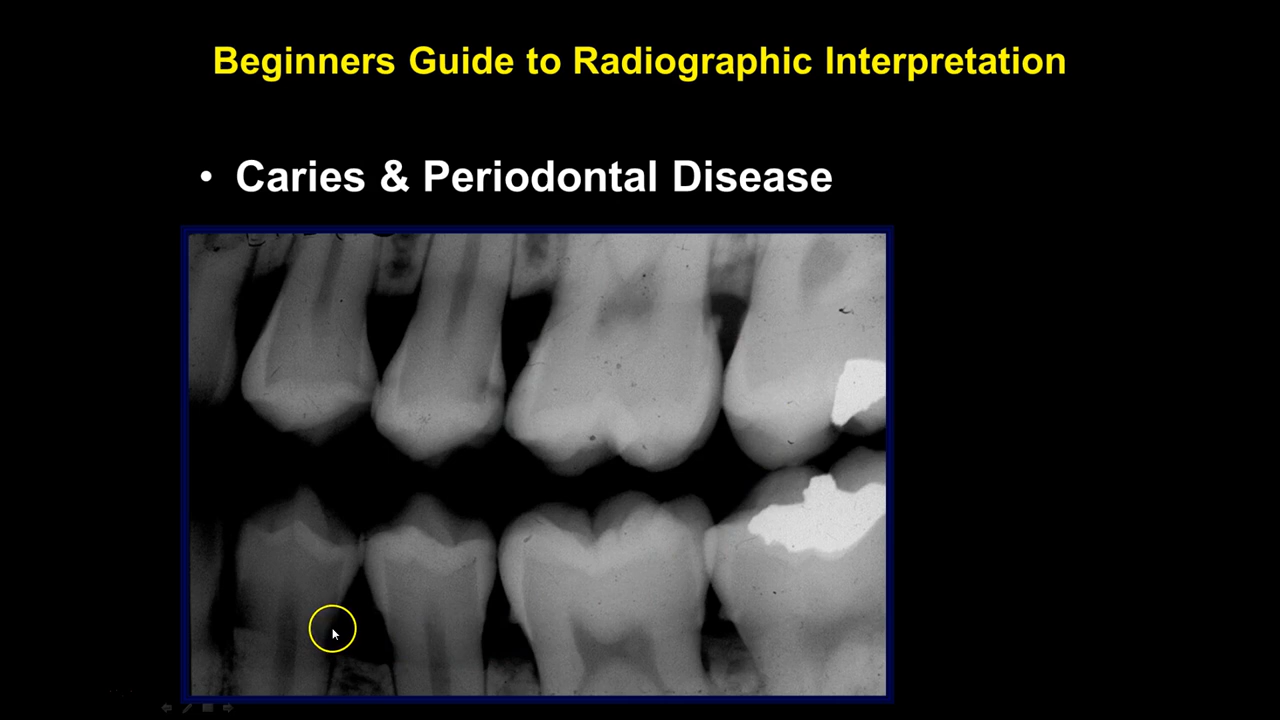 Beginners Guide to Radiographic Interpretation
• Caries & Periodontal Disease